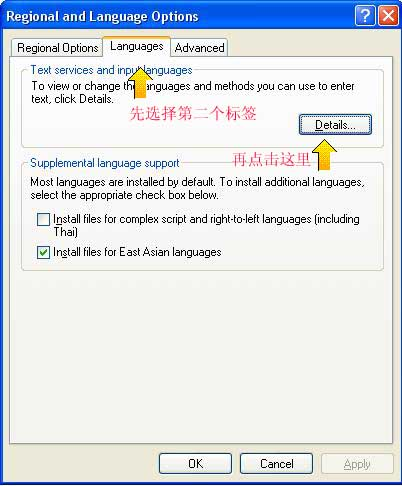 Regional and Language Options
Regional Options Languages Advanced
Text services and input languages
To view or change the languages and methods you can use to enter
text, click Details.
先选择第二个标签
Details...
再点击这里
Supplemental language support
Most languages are installed by default. To install additional languages,
select the appropriate check box below.
Install files for complex script and right-to-left languages (including
Thai)
Install files for East Asian languages
OK Cancel Apply